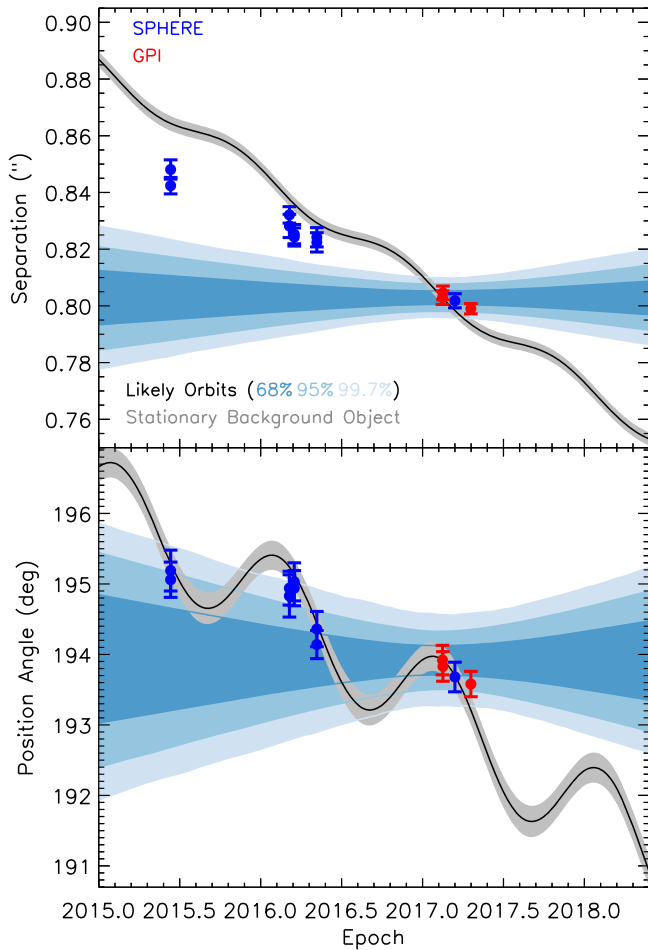 0.90
SPHERE
GPI
0.88
0.86
0.84
0.82
0.80
0.78
0.76
Separation (")
Likely Orbits (68% 95% 99.7%)
Stationary Background Object
196
195
194
193
192
191
Position Angle (deg)
2015.0 2015.5 2016.0 2016.5 2017.0 2017.5 2018.0
Epoch